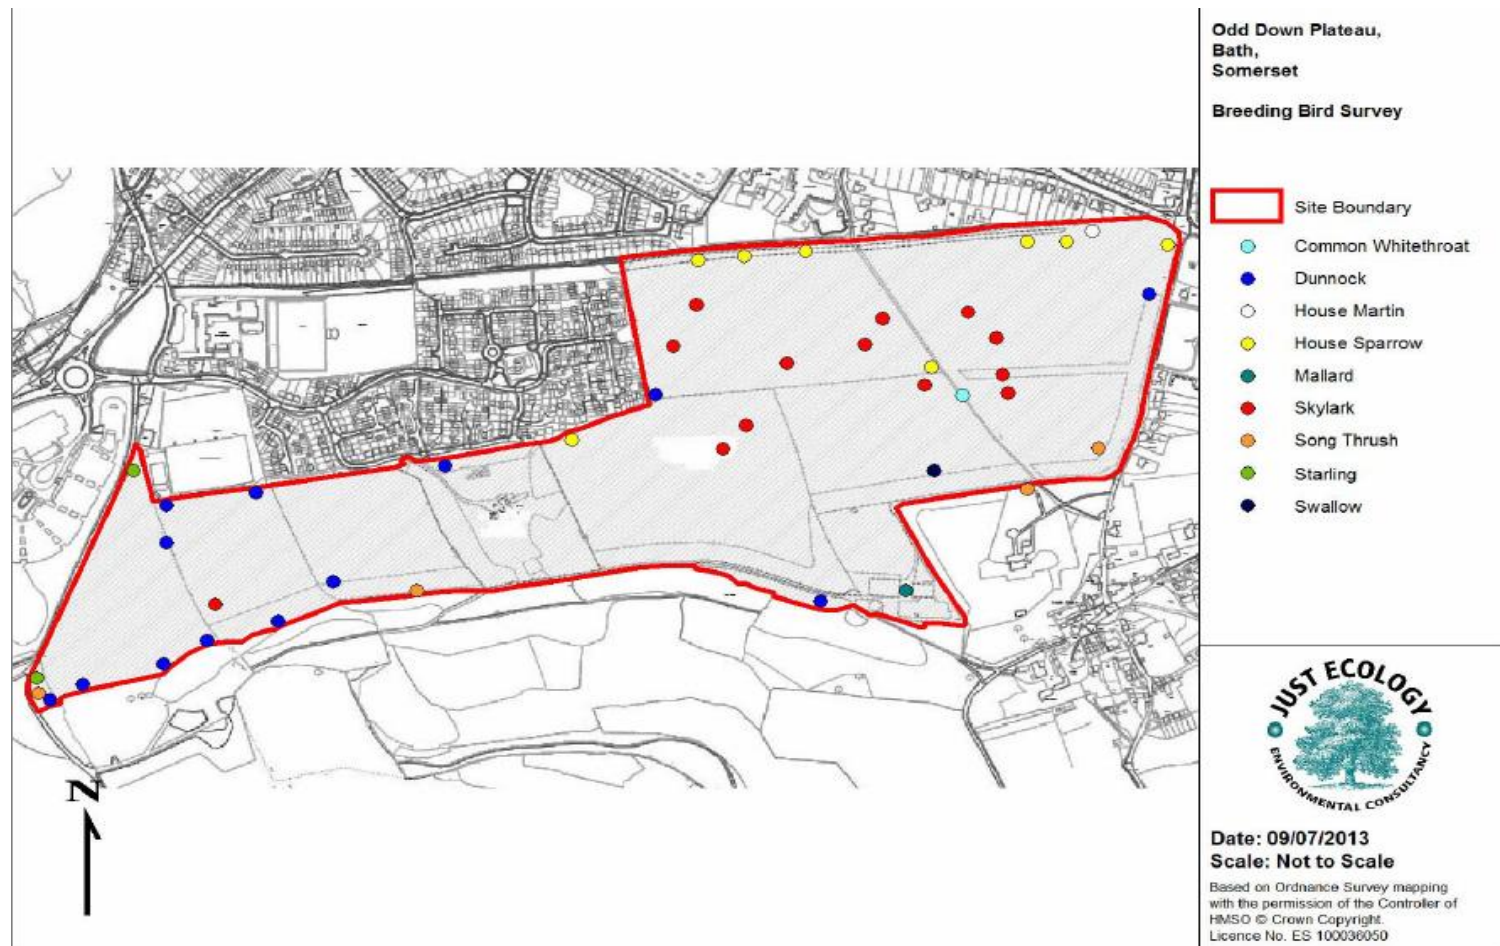 Odd Down Plateau,
Bath,
Somerset
Breeding Bird Survey
Site Boundary
Common Whitethroat
Dunnock
House Martin
House Sparrow
Mallard
Skylark
Song Thrush
Starling
Swallow
N
JUST ECOLOGY
ENVIRONMENTAL CONSULTANCY
Date: 09/07/2013
Scale: Not to Scale
Based on Ordnance Survey mapping
with the permission of the Controller of
HMSO © Crown Copyright.
Licence No. ES 100036050